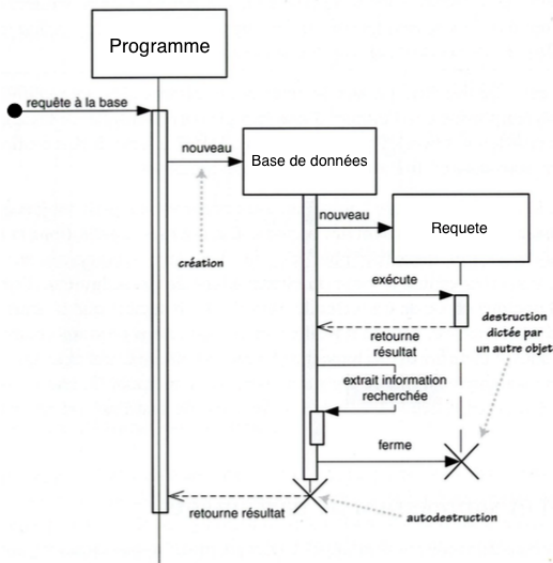 Programme
requête à la base
nouveau
Base de données
nouveau
Requete
création
exécute
destruction
dictée par
un autre objet
retourne
résultat
extrait information
recherchée
ferme
retourne résultat
autodestruction